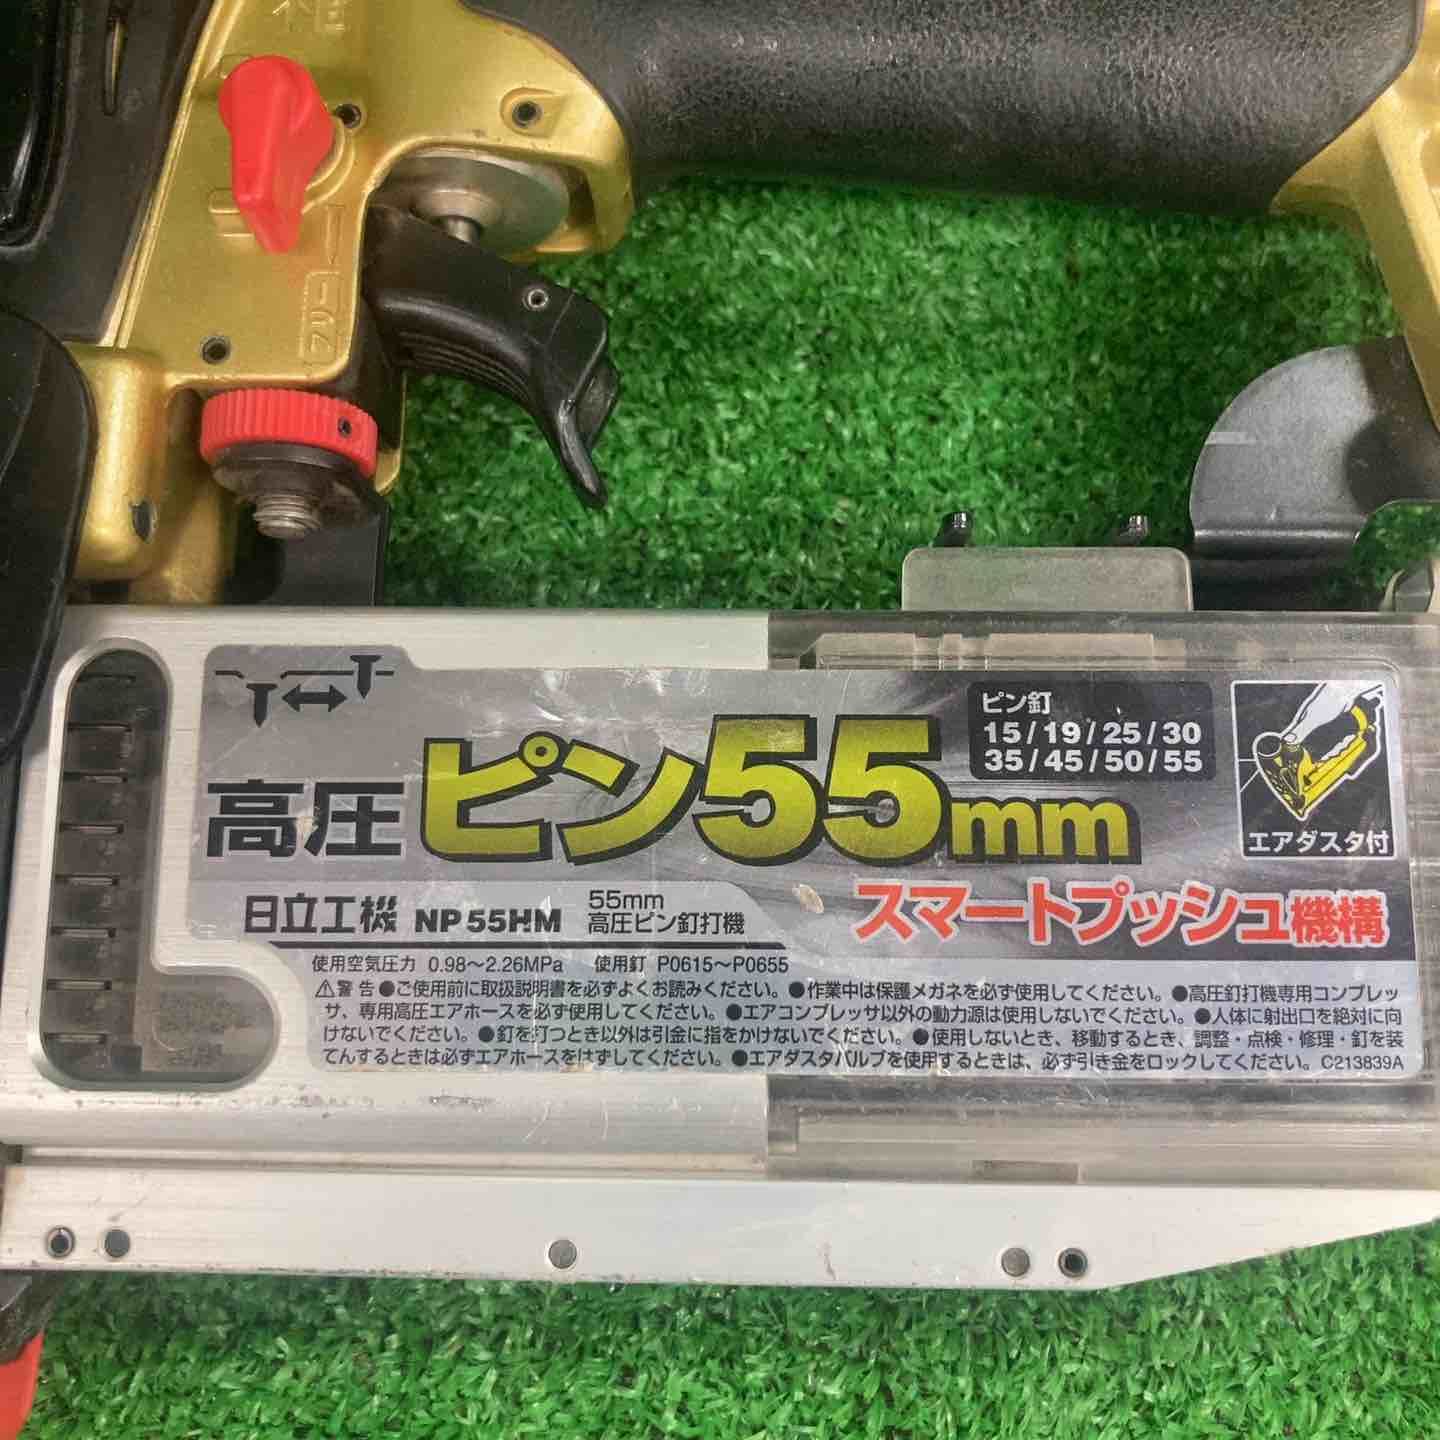 高圧 ピン55mm
ピン釘
15/19/25/30
35/45/50/55
エアダスタ付
スマートプッシュ機構
日立工機 NP55HM 55mm
高圧ピン釘打機
使用空気圧力 0.98〜2.26MPa 使用釘 P0615〜P0655
⚠警告●ご使用前に取扱説明書を必ずよくお読みください。●作業中は保護メガネを必ず使用してください。●高圧釘打機専用コンプレッ
サ、専用高圧エアホースを必ず使用してください。●エアコンプレッサ以外の動力源は使用しないでください。●人体に射出口を絶対に向
けないでください。●釘を打つとき以外は引金に指をかけないでください。●使用しないとき、移動するとき、調整・点検・修理・釘を装
てんするときは必ずエアホースをはずしてください。●エアダスタバルブを使用するときは、必ず引き金をロックしてください。C213839A